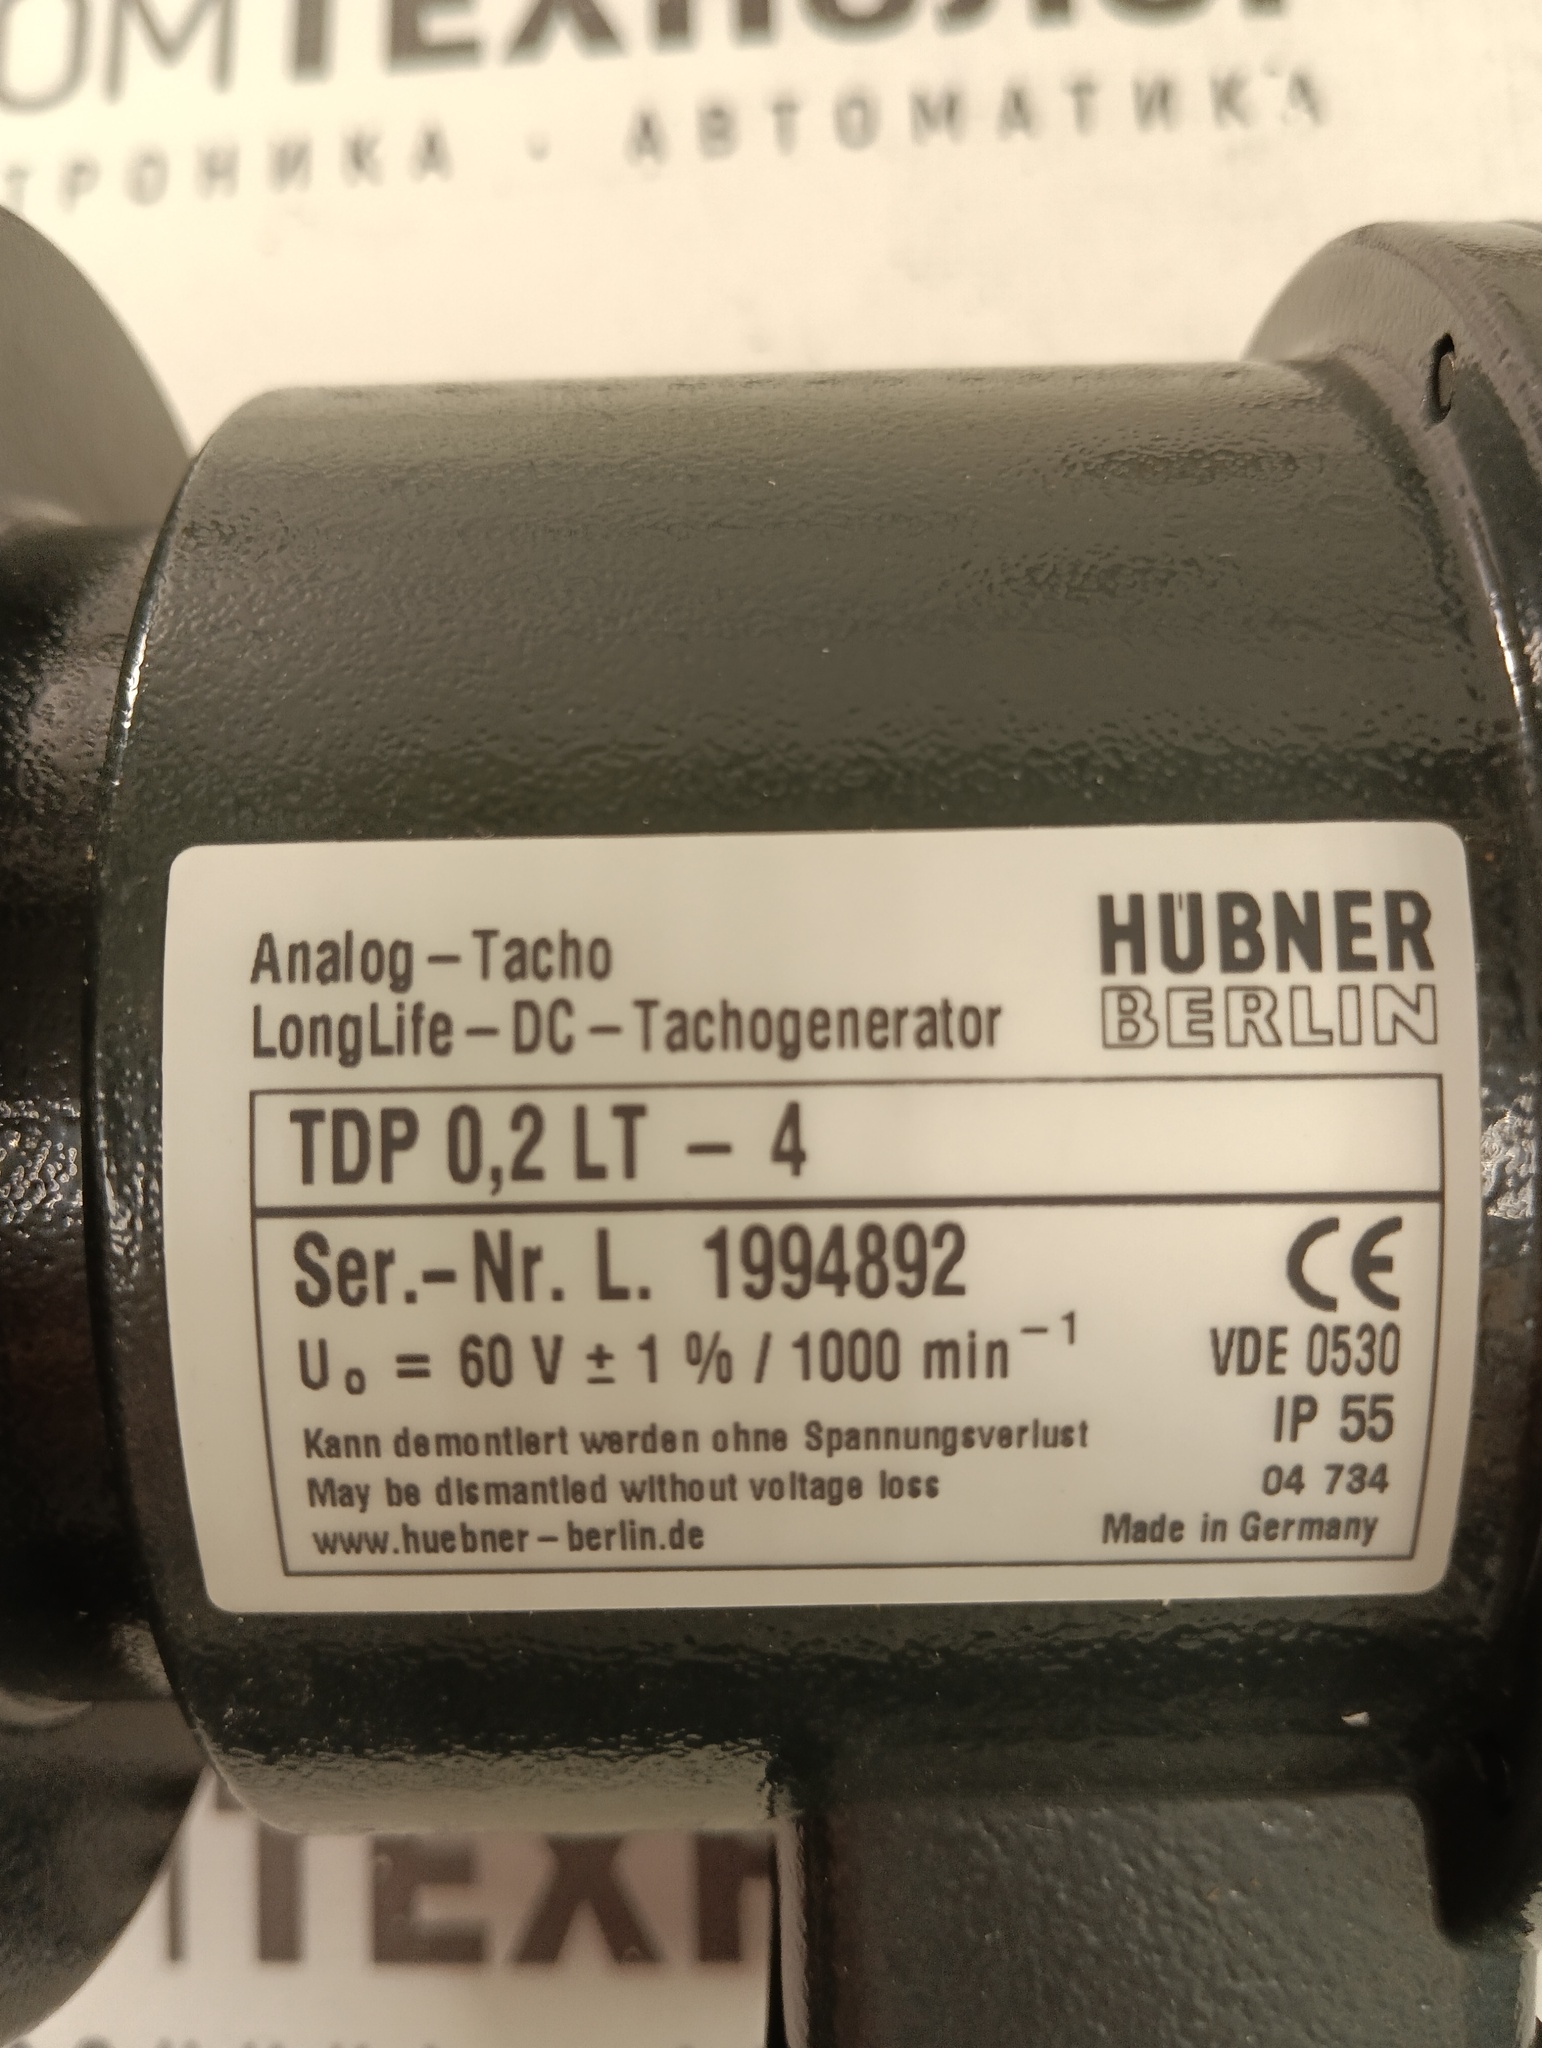 АВТОМАТИКА
HÜBNER
BERLIN
Analog – Tacho
LongLife – DC – Tachogenerator
TDP 0,2 LT – 4
Ser.– Nr. L. 1994892
CE
U₀ = 60 V ± 1 % / 1000 min⁻¹
VDE 0530
IP 55
Kann demontiert werden ohne Spannungsverlust
May be dismantled without voltage loss
04 734
www.huebner – berlin.de
Made in Germany